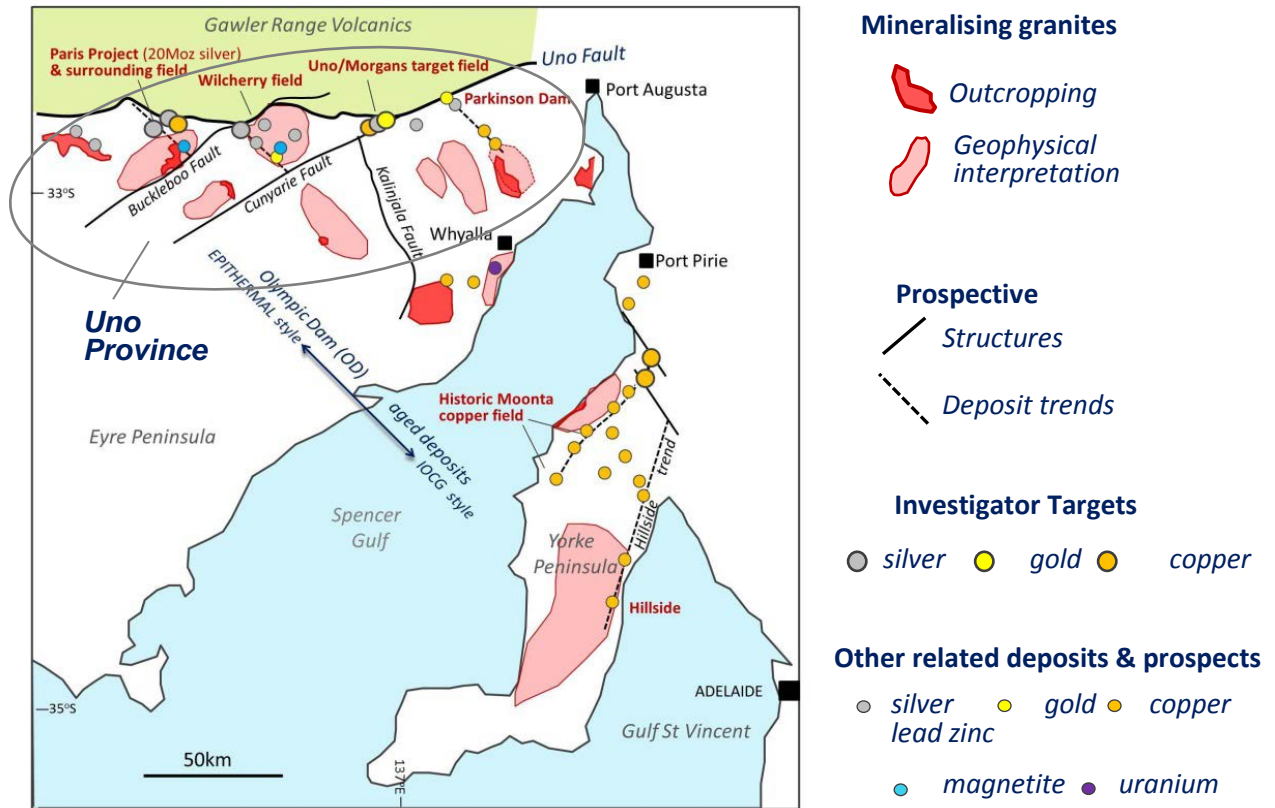 Gawler Range Volcanics
Paris Project (20Moz silver)
& surrounding field
Wilcherry field
Uno/Morgans target field
Uno Fault
Parkinson Dam
Port Augusta
33°S
Buckleboo Fault
Cunyarie Fault
Kalinjala Fault
Whyalla
Port Pirie
Uno
Province
Olympic Dam (OD)
EPITHERMAL style
aged deposits
IOCG style
Historic Moonta
copper field
Eyre Peninsula
Spencer
Gulf
Hillside trend
Yorke
Peninsula
Hillside
35°S
ADELAIDE
Gulf St Vincent
50km
137°E
Mineralising granites
Outcropping
Geophysical
interpretation
Prospective
Structures
Deposit trends
Investigator Targets
silver gold copper
Other related deposits & prospects
silver gold copper
lead zinc
magnetite uranium